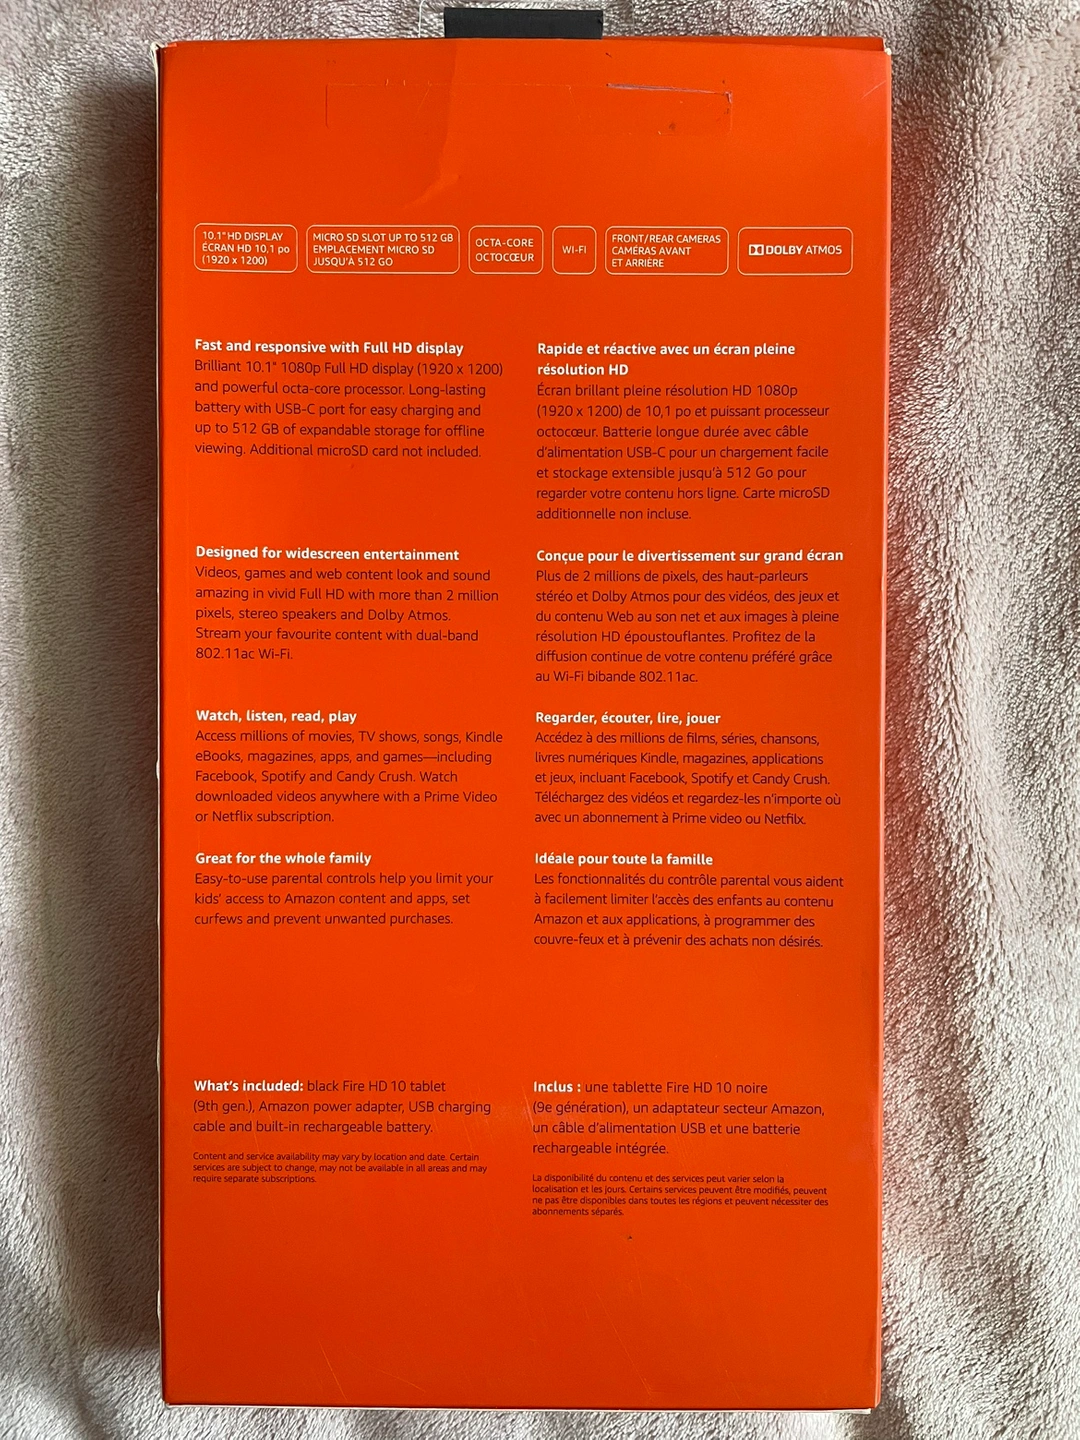 10.1" HD DISPLAY
ÉCRAN HD 10,1 po
(1920 x 1200)
MICRO SD SLOT UP TO 512 GB
EMPLACEMENT MICRO SD
JUSQU'À 512 GO
OCTA-CORE
OCTOCŒUR
WI-FI
FRONT/REAR CAMERAS
CAMÉRAS AVANT
ET ARRIÈRE
DOLBY ATMOS
Fast and responsive with Full HD display
Brilliant 10.1" 1080p Full HD display (1920 x 1200)
and powerful octa-core processor. Long-lasting
battery with USB-C port for easy charging and
up to 512 GB of expandable storage for offline
viewing. Additional microSD card not included.
Designed for widescreen entertainment
Videos, games and web content look and sound
amazing in vivid Full HD with more than 2 million
pixels, stereo speakers and Dolby Atmos.
Stream your favourite content with dual-band
802.11ac Wi-Fi.
Watch, listen, read, play
Access millions of movies, TV shows, songs, Kindle
eBooks, magazines, apps, and games—including
Facebook, Spotify and Candy Crush. Watch
downloaded videos anywhere with a Prime Video
or Netflix subscription.
Great for the whole family
Easy-to-use parental controls help you limit your
kids' access to Amazon content and apps, set
curfews and prevent unwanted purchases.
What's included: black Fire HD 10 tablet
(9th gen.), Amazon power adapter, USB charging
cable and built-in rechargeable battery.
Content and service availability may vary by location and date. Certain
services are subject to change, may not be available in all areas and may
require separate subscriptions.
Rapide et réactive avec un écran pleine
résolution HD
Écran brillant pleine résolution HD 1080p
(1920 x 1200) de 10,1 po et puissant processeur
octocœur. Batterie longue durée avec câble
d'alimentation USB-C pour un chargement facile
et stockage extensible jusqu'à 512 Go pour
regarder votre contenu hors ligne. Carte microSD
additionnelle non incluse.
Conçue pour le divertissement sur grand écran
Plus de 2 millions de pixels, des haut-parleurs
stéréo et Dolby Atmos pour des vidéos, des jeux et
du contenu Web au son net et aux images à pleine
résolution HD époustouflantes. Profitez de la
diffusion continue de votre contenu préféré grâce
au Wi-Fi bibande 802.11ac.
Regarder, écouter, lire, jouer
Accédez à des millions de films, séries, chansons,
livres numériques Kindle, magazines, applications
et jeux, incluant Facebook, Spotify et Candy Crush.
Téléchargez des vidéos et regardez-les n'importe où
avec un abonnement à Prime video ou Netfilx.
Idéale pour toute la famille
Les fonctionnalités du contrôle parental vous aident
à facilement limiter l'accès des enfants au contenu
Amazon et aux applications, à programmer des
couvre-feux et à prévenir des achats non désirés.
Inclus : une tablette Fire HD 10 noire
(9e génération), un adaptateur secteur Amazon,
un câble d'alimentation USB et une batterie
rechargeable intégrée.
La disponibilité du contenu et des services peut varier selon la
localisation et les jours. Certains services peuvent être modifiés, peuvent
ne pas être disponibles dans toutes les régions et peuvent nécessiter des
abonnements séparés.